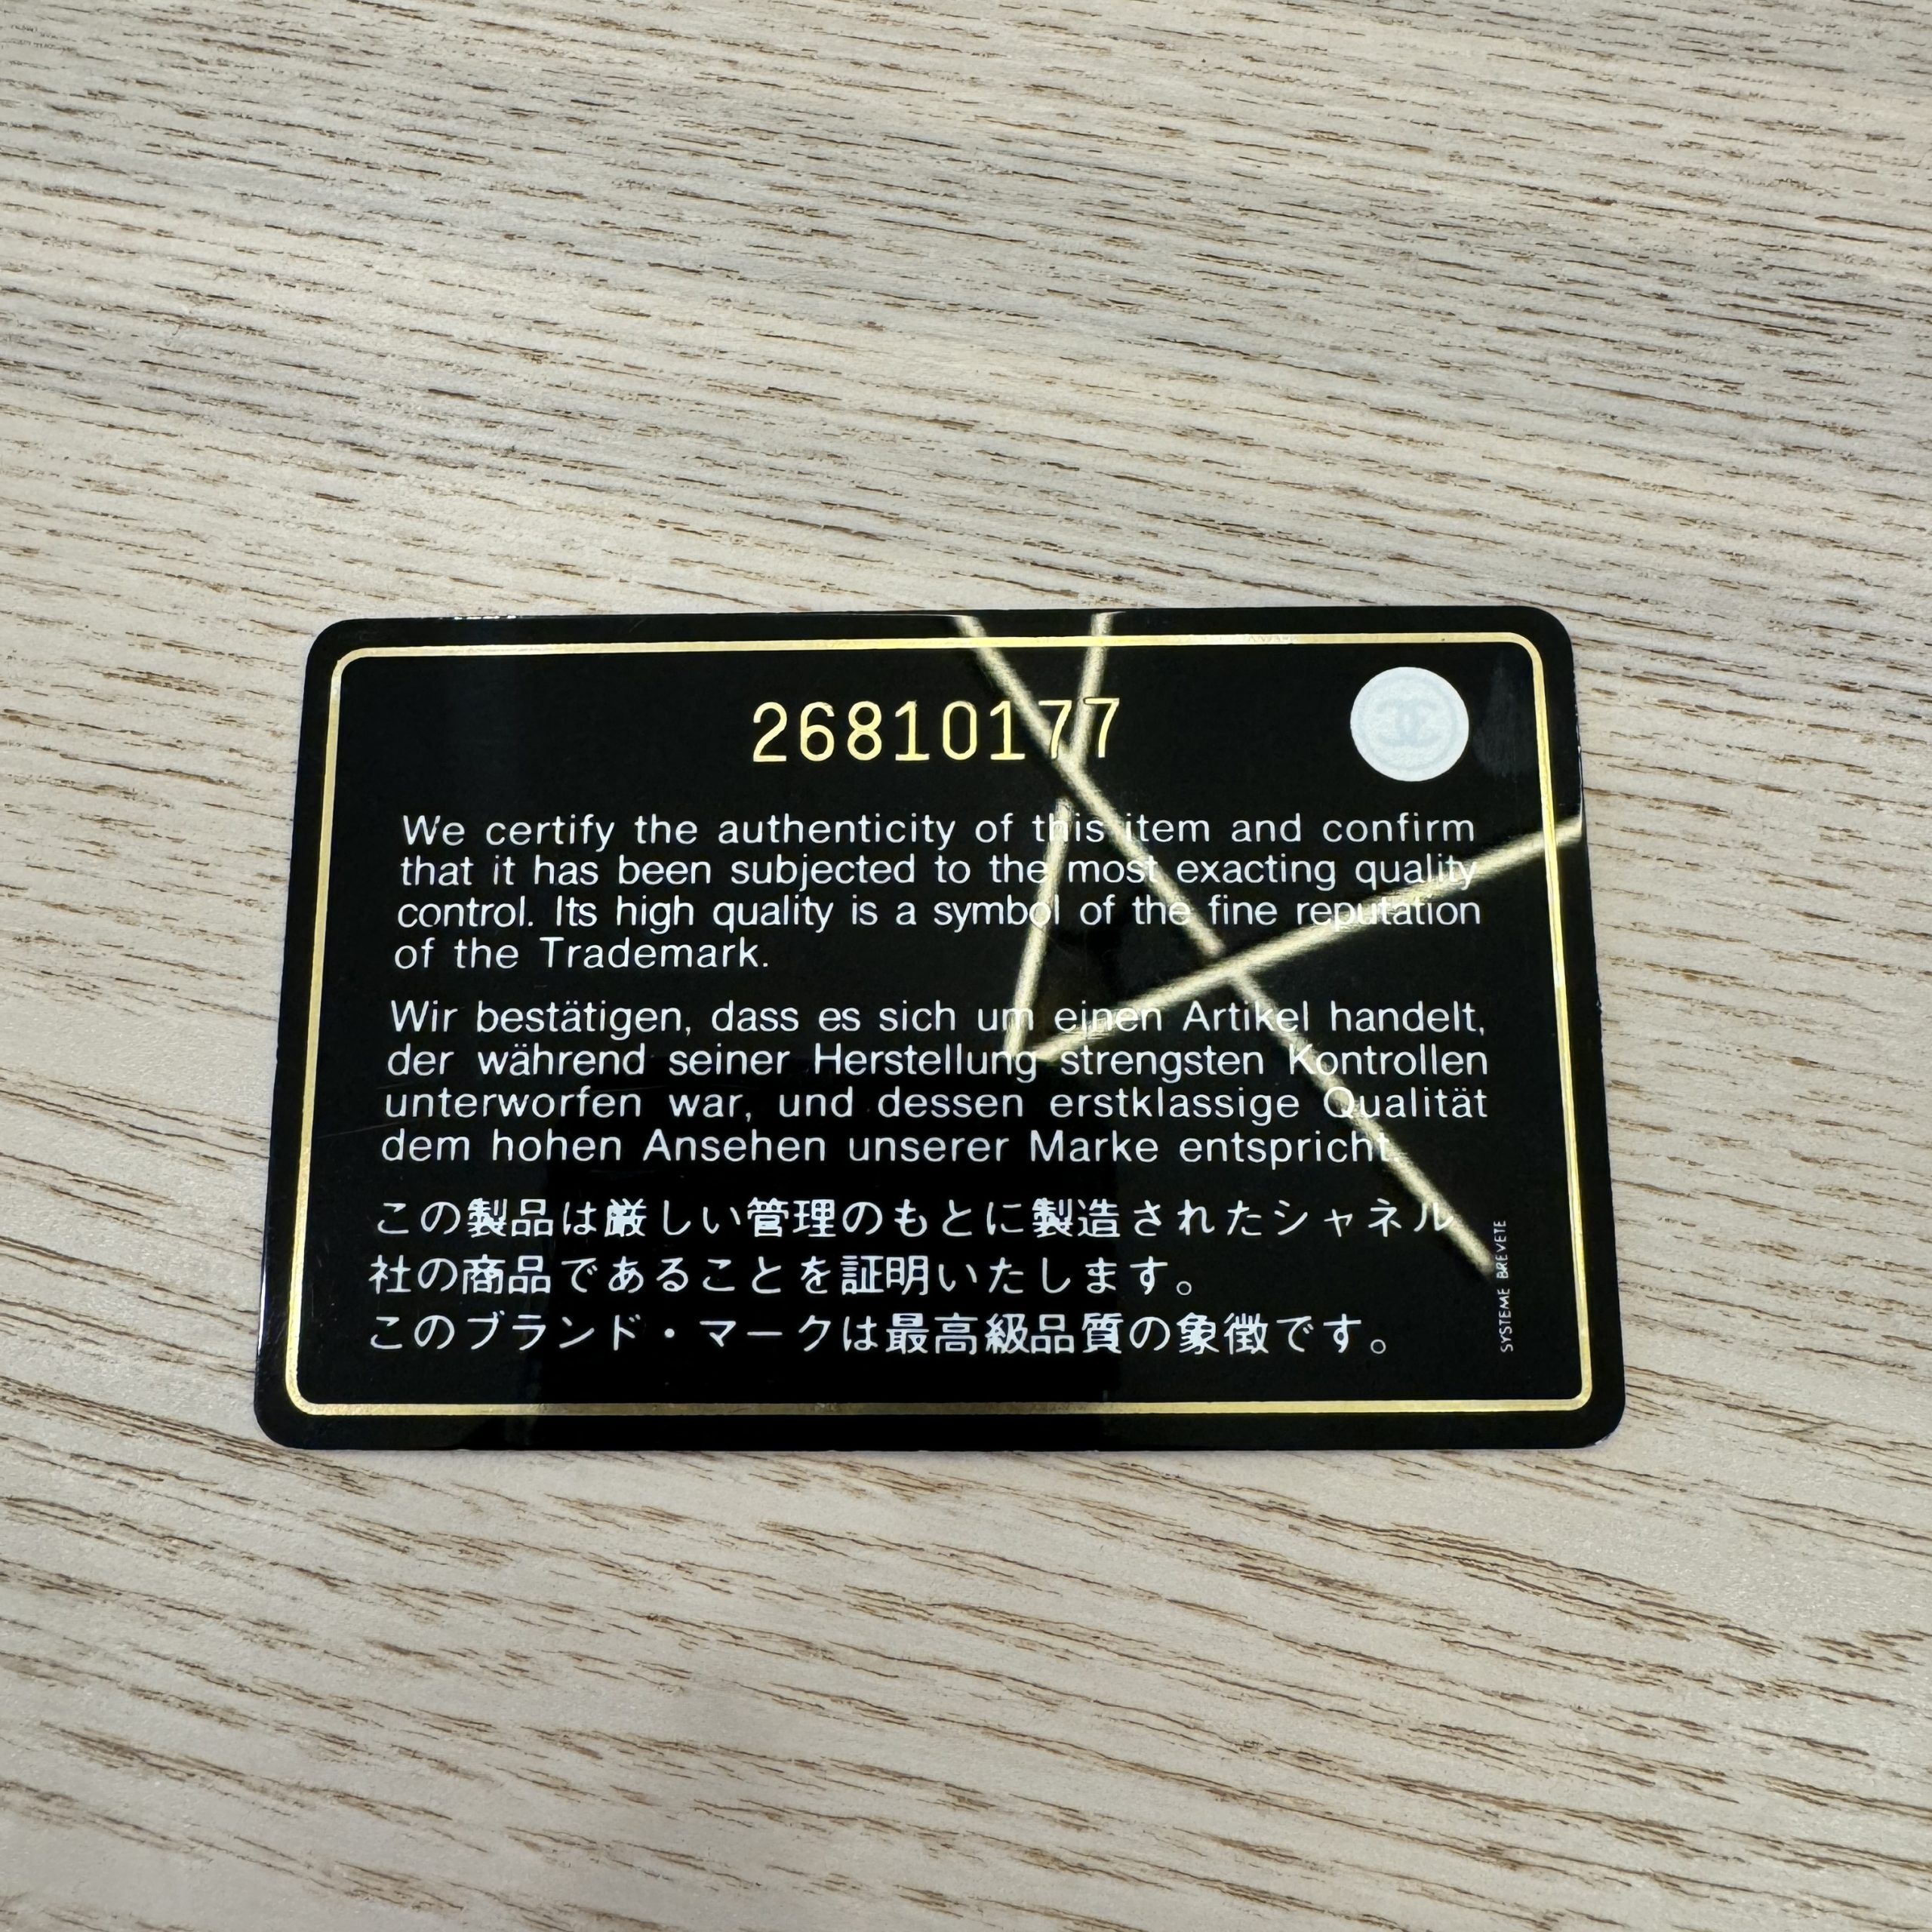 26810177
We certify the authenticity of this item and confirm
that it has been subjected to the most exacting quality
control. Its high quality is a symbol of the fine reputation
of the Trademark.
Wir bestätigen, dass es sich um einen Artikel handelt,
der während seiner Herstellung strengsten Kontrollen
unterworfen war, und dessen erstklassige Qualität
dem hohen Ansehen unserer Marke entspricht.
この製品は厳しい管理のもとに製造されたシャネル
社の商品であることを証明いたします。
このブランド・マークは最高級品質の象徴です。
SYSTEME BREVETE